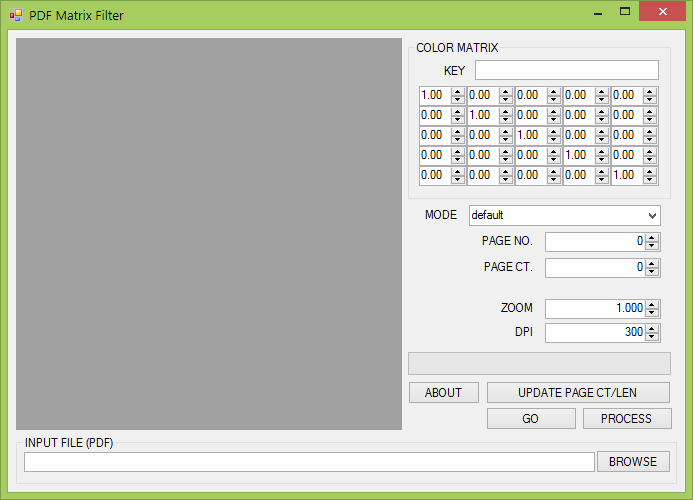 PDF Matrix Filter
COLOR MATRIX
KEY
1.00 0.00 0.00 0.00 0.00
0.00 1.00 0.00 0.00 0.00
0.00 0.00 1.00 0.00 0.00
0.00 0.00 0.00 1.00 0.00
0.00 0.00 0.00 0.00 1.00
MODE default
PAGE NO. 0
PAGE CT. 0
ZOOM 1.000
DPI 300
ABOUT UPDATE PAGE CT/LEN
GO PROCESS
INPUT FILE (PDF)
BROWSE